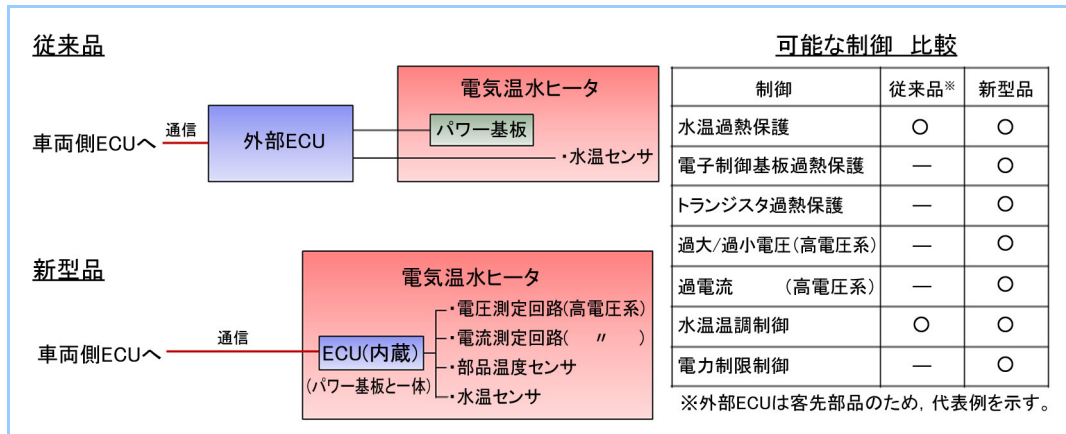 従来品
電気温水ヒータ
車両側ECUへ
通信
外部ECU
パワー基板
・水温センサ
新型品
電気温水ヒータ
車両側ECUへ
通信
ECU(内蔵)
(パワー基板と一体)
・電圧測定回路(高電圧系)
・電流測定回路( 〃 )
・部品温度センサ
・水温センサ
可能な制御 比較
制御 従来品※ 新型品
水温過熱保護 ○ ○
電子制御基板過熱保護 — ○
トランジスタ過熱保護 — ○
過大/過小電圧(高電圧系) — ○
過電流 (高電圧系) — ○
水温温調制御 ○ ○
電力制限制御 — ○
※外部ECUは客先部品のため, 代表例を示す。